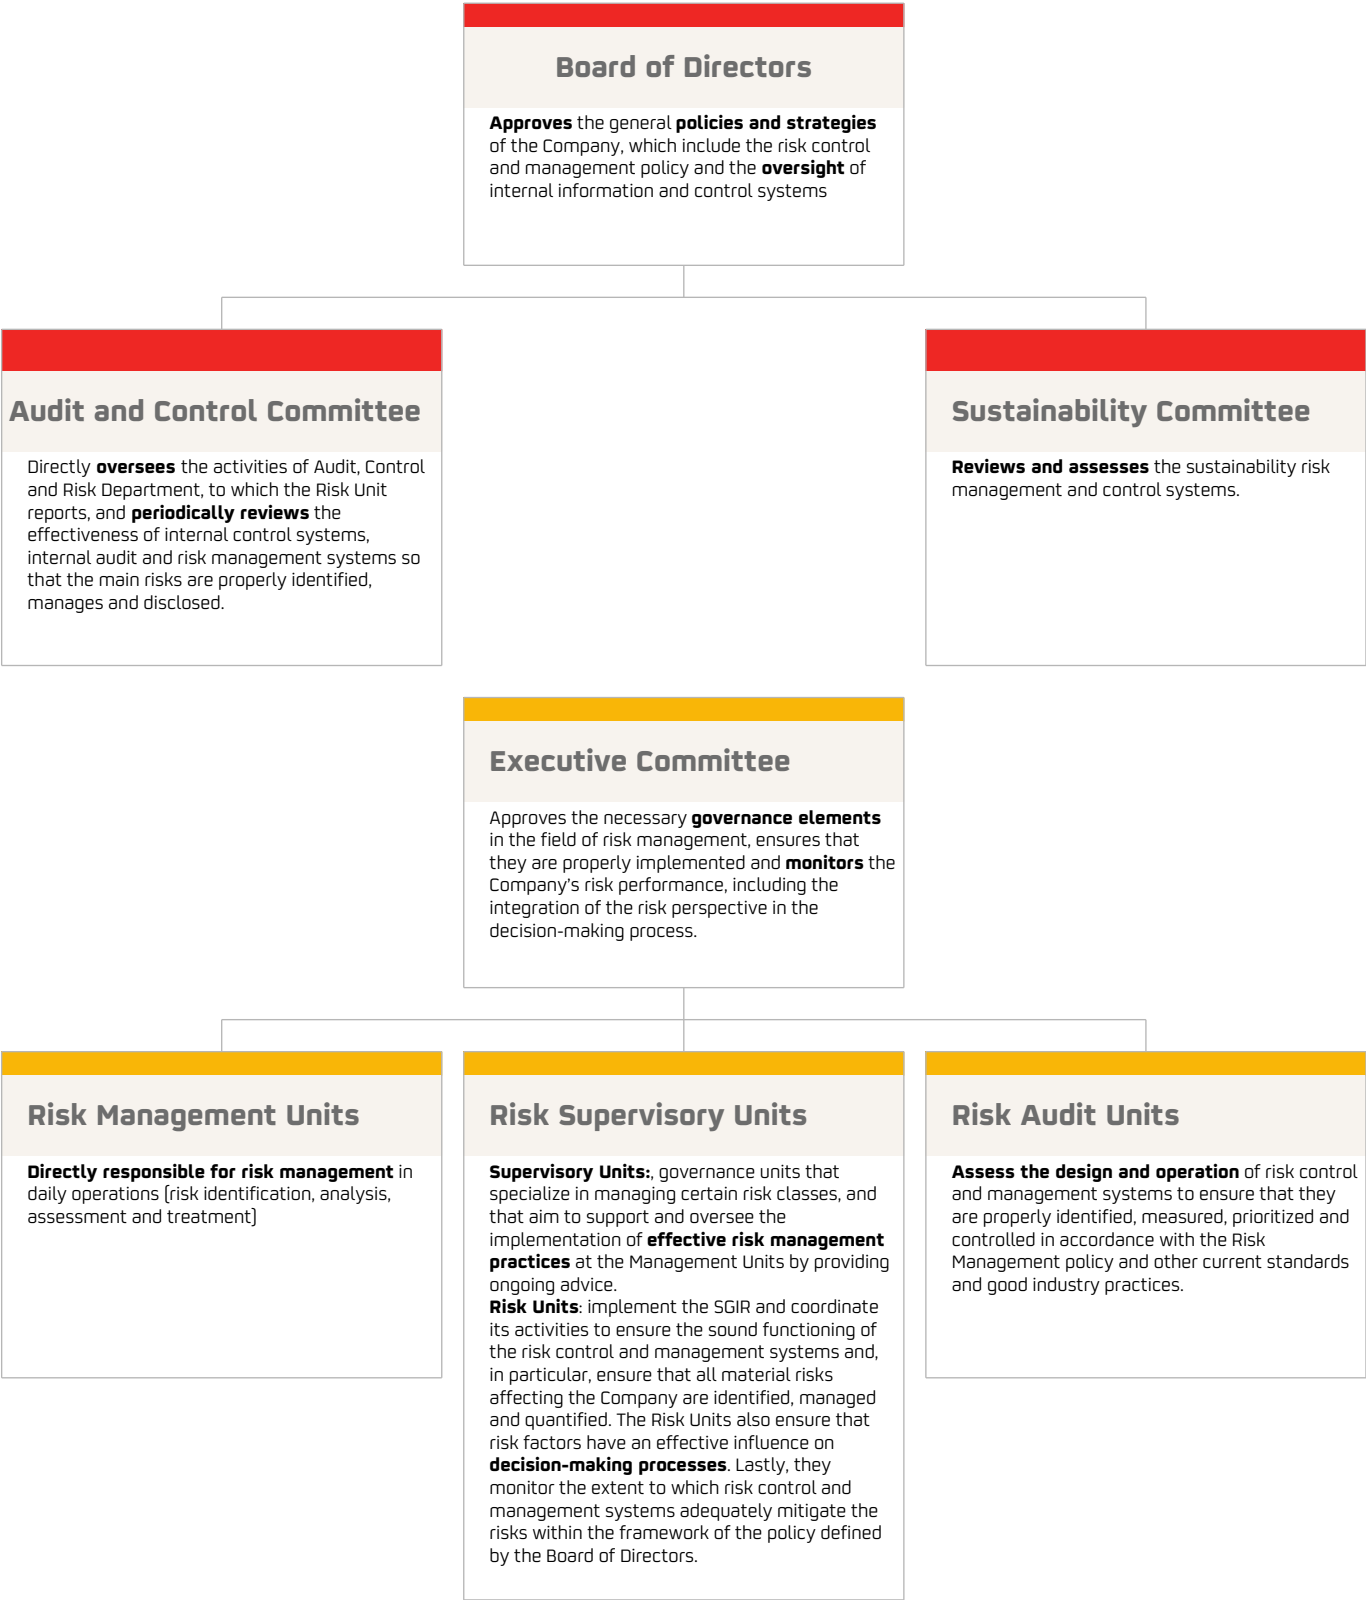 Board of Directors
Approves the general policies and strategies
of the Company, which include the risk control
and management policy and the oversight of
internal information and control systems
Audit and Control Committee
Directly oversees the activities of Audit, Control
and Risk Department, to which the Risk Unit
reports, and periodically reviews the
effectiveness of internal control systems,
internal audit and risk management systems so
that the main risks are properly identified,
manages and disclosed.
Sustainability Committee
Reviews and assesses the sustainability risk
management and control systems.
Executive Committee
Approves the necessary governance elements
in the field of risk management, ensures that
they are properly implemented and monitors the
Company's risk performance, including the
integration of the risk perspective in the
decision-making process.
Risk Management Units
Directly responsible for risk management in
daily operations (risk identification, analysis,
assessment and treatment)
Risk Supervisory Units
Supervisory Units:, governance units that
specialize in managing certain risk classes, and
that aim to support and oversee the
implementation of effective risk management
practices at the Management Units by providing
ongoing advice.
Risk Units: implement the SGIR and coordinate
its activities to ensure the sound functioning of
the risk control and management systems and,
in particular, ensure that all material risks
affecting the Company are identified, managed
and quantified. The Risk Units also ensure that
risk factors have an effective influence on
decision-making processes. Lastly, they
monitor the extent to which risk control and
management systems adequately mitigate the
risks within the framework of the policy defined
by the Board of Directors.
Risk Audit Units
Assess the design and operation of risk control
and management systems to ensure that they
are properly identified, measured, prioritized and
controlled in accordance with the Risk
Management policy and other current standards
and good industry practices.